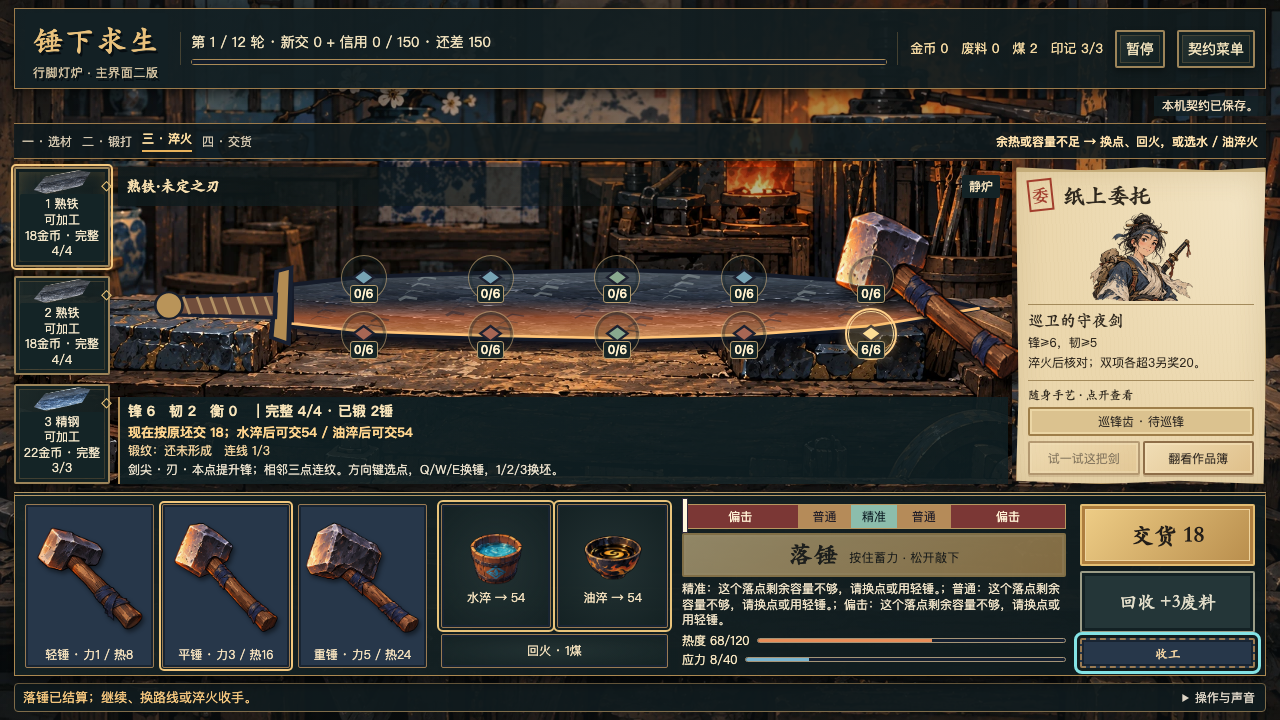 锤下求生
行脚灯炉 · 主界面二版
第 1 / 12 轮 · 新交 0 + 信用 0 / 150 · 还差 150
金币 0 废料 0 煤 2 印记 3/3
暂停
契约菜单
本机契约已保存。
一 · 选材 二 · 锻打 三 · 淬火 四 · 交货
余热或容量不足 → 换点、回火，或选水 / 油淬火
1 熟铁
可加工
18金币 · 完整
4/4
2 熟铁
可加工
18金币 · 完整
4/4
3 精钢
可加工
22金币 · 完整
3/3
熟铁·未定之刃
静炉
0/6 0/6 0/6 0/6 0/6
0/6 0/6 0/6 0/6 6/6
锋 6 韧 2 衡 0 ｜完整 4/4 · 已锻 2锤
现在按原坯交 18；水淬后可交54 / 油淬后可交54
锻纹：还未形成 连线 1/3
剑尖 · 刃 · 本点提升锋；相邻三点连纹。方向键选点，Q/W/E换锤，1/2/3换坯。
委
纸上委托
巡卫的守夜剑
锋≥6，韧≥5
淬火后核对；双项各超3另奖20。
随身手艺 · 点开查看
巡锋齿 · 待巡锋
试一试这把剑
翻看作品簿
轻锤 · 力1 / 热8
平锤 · 力3 / 热16
重锤 · 力5 / 热24
水淬 → 54
油淬 → 54
回火 · 1煤
偏击 普通 精准 普通 偏击
落锤 按住蓄力 · 松开敲下
精准：这个落点剩余容量不够，请换点或用轻锤。；普通：这个落点剩余
容量不够，请换点或用轻锤。；偏击：这个落点剩余容量不够，请换点或
用轻锤。
热度 68/120
应力 8/40
交货 18
回收 +3废料
收工
落锤已结算；继续、换路线或淬火收手。
▶ 操作与声音